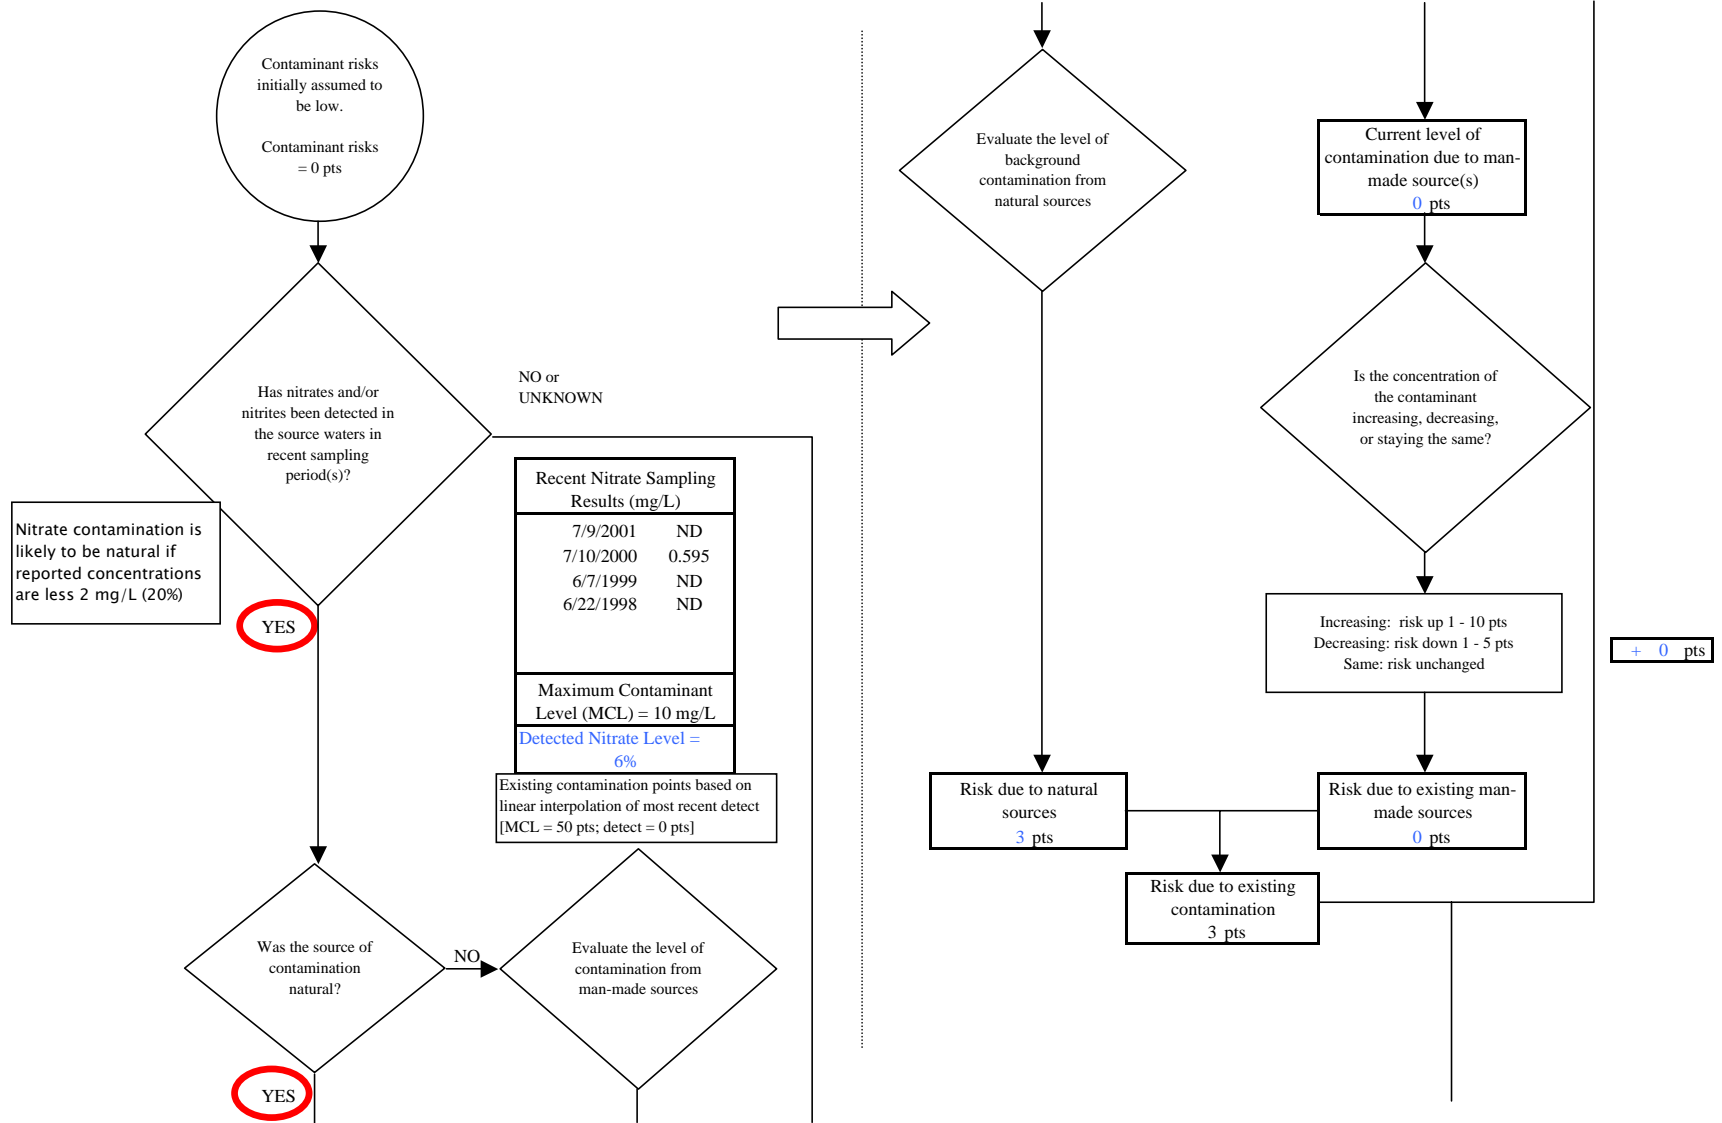 Contaminant risks
initially assumed to
be low.
Contaminant risks
= 0 pts
Has nitrates and/or
nitrites been detected in
the source waters in
recent sampling
period(s)?
NO or
UNKNOWN
Nitrate contamination is
likely to be natural if
reported concentrations
are less 2 mg/L (20%)
YES
Recent Nitrate Sampling
Results (mg/L)
7/9/2001 ND
7/10/2000 0.595
6/7/1999 ND
6/22/1998 ND
Maximum Contaminant
Level (MCL) = 10 mg/L
Detected Nitrate Level =
6%
Existing contamination points based on
linear interpolation of most recent detect
[MCL = 50 pts; detect = 0 pts]
Was the source of
contamination
natural?
NO
Evaluate the level of
contamination from
man-made sources
YES
Evaluate the level of
background
contamination from
natural sources
Current level of
contamination due to man-
made source(s)
0 pts
Is the concentration of
the contaminant
increasing, decreasing,
or staying the same?
Increasing: risk up 1 - 10 pts
Decreasing: risk down 1 - 5 pts
Same: risk unchanged
+ 0 pts
Risk due to natural
sources
3 pts
Risk due to existing man-
made sources
0 pts
Risk due to existing
contamination
3 pts